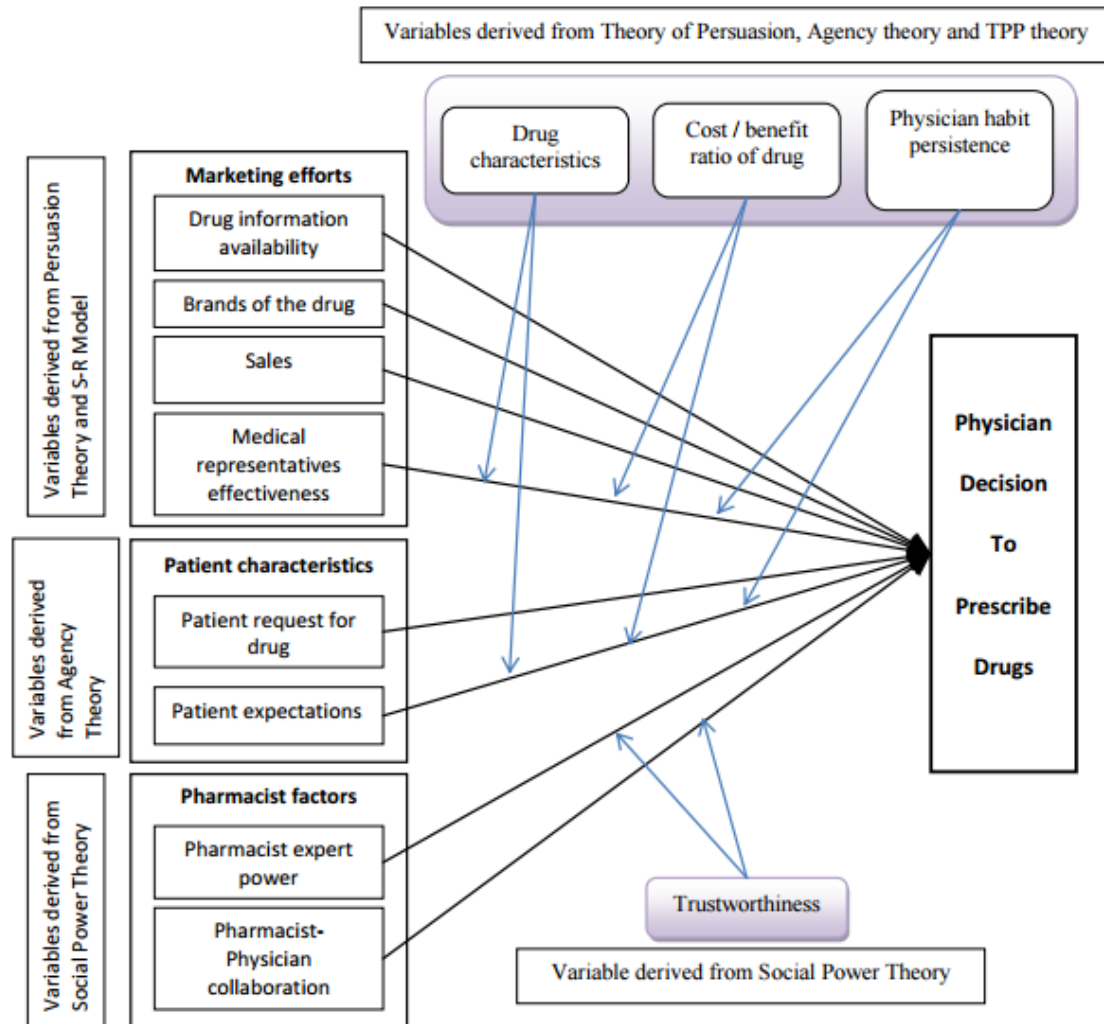 Variables derived from Theory of Persuasion, Agency theory and TPP theory
Drug
characteristics
Cost / benefit
ratio of drug
Physician habit
persistence
Variables derived from Persuasion
Theory and S-R Model
Marketing efforts
Drug information
availability
Brands of the drug
Sales
Medical
representatives
effectiveness
Variables derived
from Agency
Theory
Patient characteristics
Patient request for
drug
Patient expectations
Variables derived from
Social Power Theory
Pharmacist factors
Pharmacist expert
power
Pharmacist-
Physician
collaboration
Physician
Decision
To
Prescribe
Drugs
Trustworthiness
Variable derived from Social Power Theory